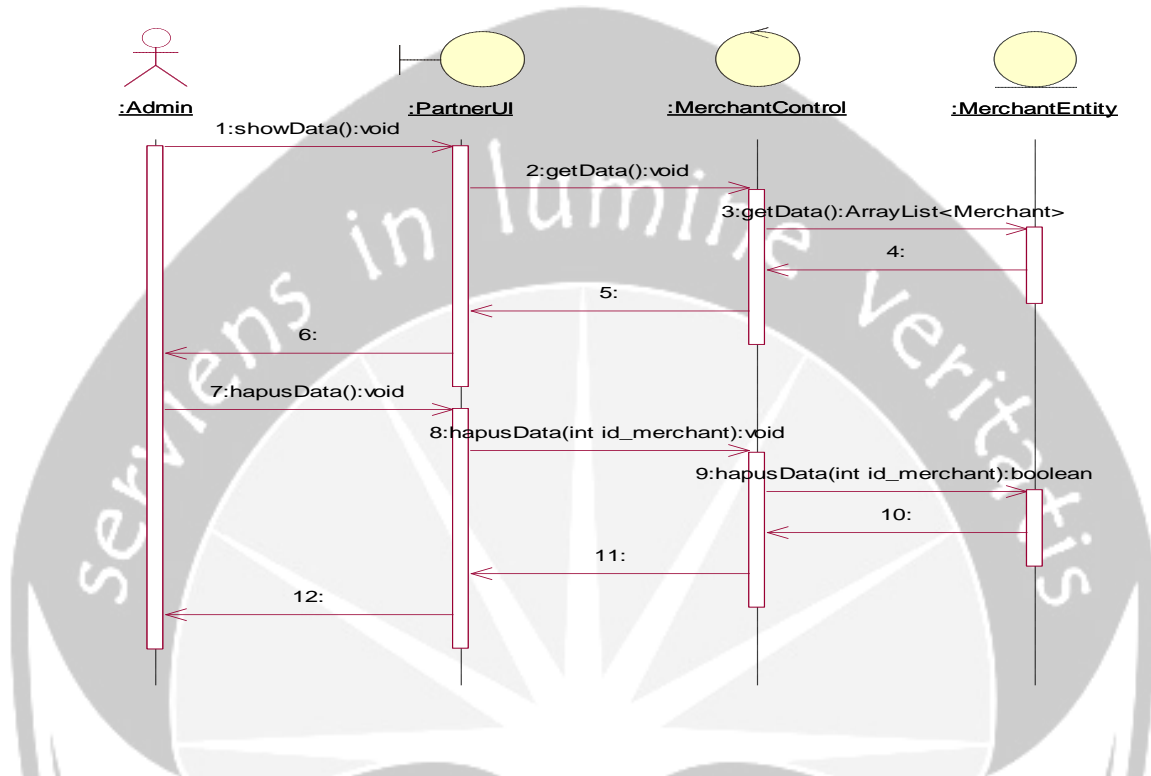 :Admin
:PartnerUI
:MerchantControl
:MerchantEntity
1:showData():void
2:getData():void
3:getData():ArrayList<Merchant>
4:
5:
6:
7:hapusData():void
8:hapusData(int id_merchant):void
9:hapusData(int id_merchant):boolean
10:
11:
12:
serviens in lumine veritatis